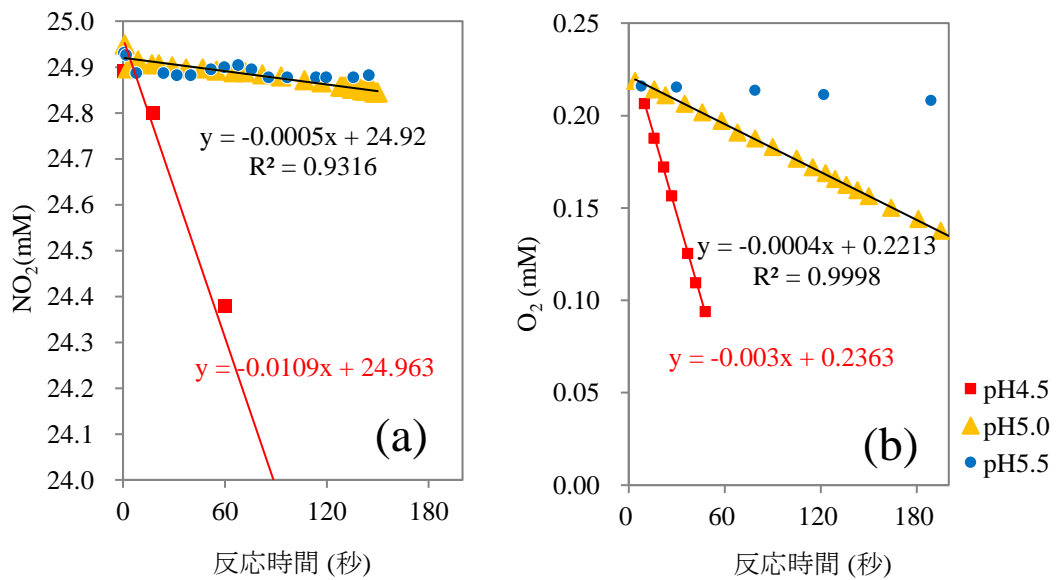 25.0
24.9
24.8
24.7
24.6
24.5
24.4
24.3
24.2
24.1
24.0
NO₂(mM)
y = -0.0005x + 24.92
R² = 0.9316
y = -0.0109x + 24.963
(a)
0 60 120 180
反応時間 (秒)
0.25
0.20
0.15
0.10
0.05
0.00
O₂ (mM)
y = -0.0004x + 0.2213
R² = 0.9998
y = -0.003x + 0.2363
(b)
0 60 120 180
反応時間 (秒)
pH4.5
pH5.0
pH5.5